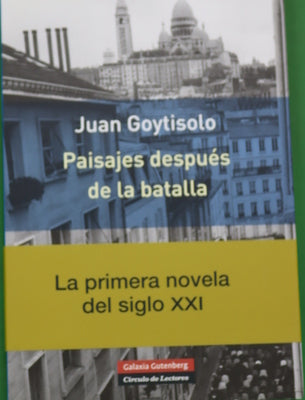 Juan Goytisolo
Paisajes después
de la batalla
La primera novela
del siglo XXI
Galaxia Gutenberg
Círculo de Lectores